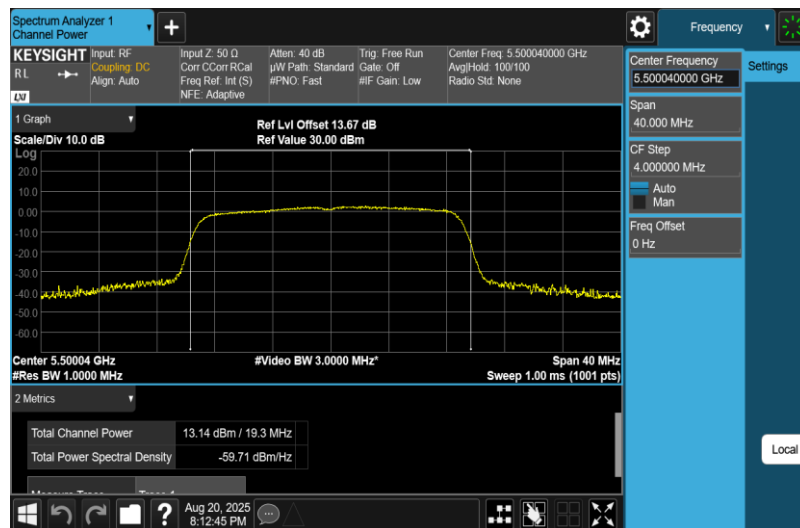 Spectrum Analyzer 1
Channel Power
+
Frequency
KEYSIGHT
RL
LXI
Input: RF
Coupling: DC
Align: Auto
Input Z: 50 Ω
Corr CCorr RCal
Freq Ref: Int (S)
NFE: Adaptive
Atten: 40 dB
µW Path: Standard
#PNO: Fast
Trig: Free Run
Gate: Off
#IF Gain: Low
Center Freq: 5.500040000 GHz
Avg|Hold: 100/100
Radio Std: None
Center Frequency
5.500040000 GHz
Settings
Span
40.000 MHz
CF Step
4.000000 MHz
Auto
Man
Freq Offset
0 Hz
Local
1 Graph
Scale/Div 10.0 dB
Ref Lvl Offset 13.67 dB
Ref Value 30.00 dBm
Log
20.0
10.0
0.00
-10.0
-20.0
-30.0
-40.0
-50.0
-60.0
Center 5.50004 GHz
#Video BW 3.0000 MHz*
Span 40 MHz
#Res BW 1.0000 MHz
Sweep 1.00 ms (1001 pts)
2 Metrics
Total Channel Power 13.14 dBm / 19.3 MHz
Total Power Spectral Density -59.71 dBm/Hz
?
Aug 20, 2025
8:12:45 PM